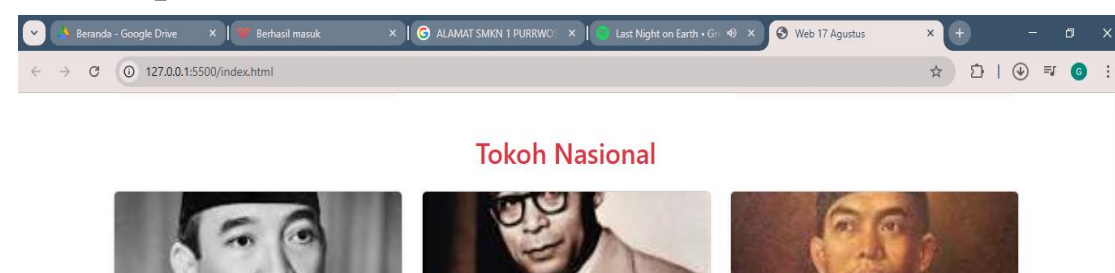 Beranda - Google Drive
Berhasil masuk
ALAMAT SMKN 1 PURRWO
Last Night on Earth • Gr
Web 17 Agustus
127.0.0.1:5500/index.html
G
Tokoh Nasional